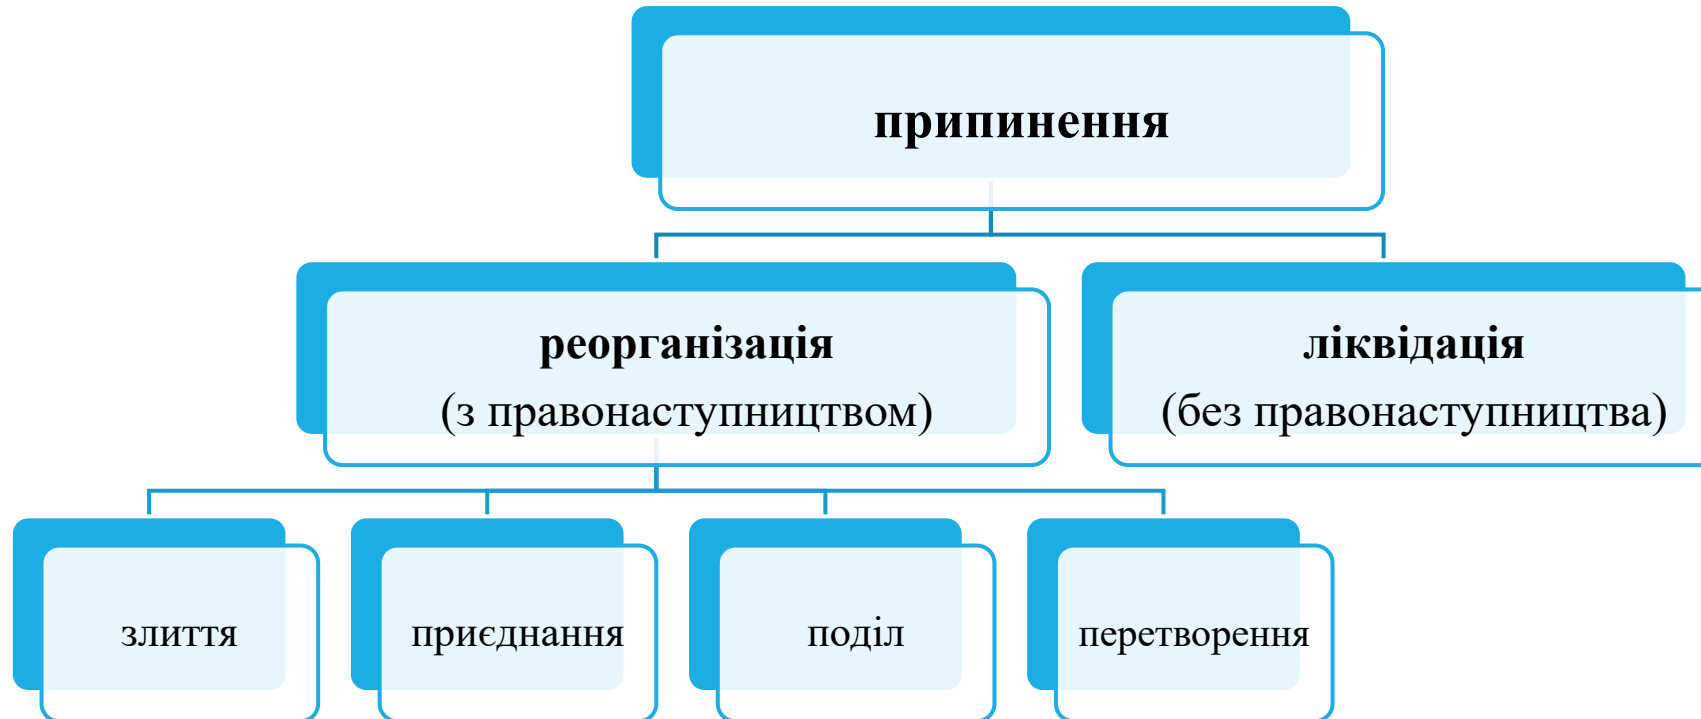 припинення
реорганізація
(з правонаступництвом)
ліквідація
(без правонаступництва)
злиття
приєднання
поділ
перетворення